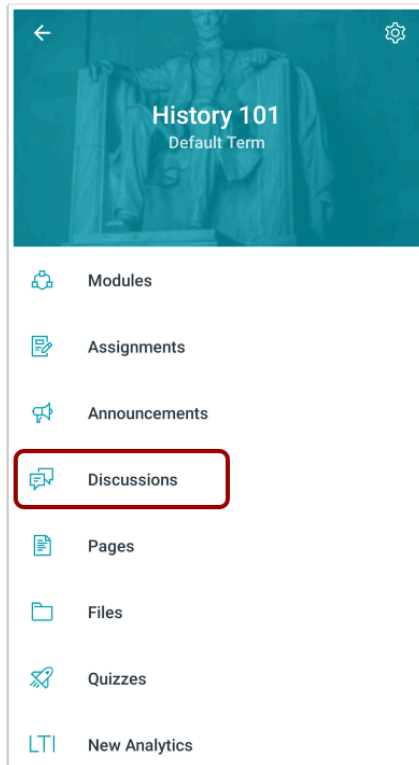 History 101
Default Term
Modules
Assignments
Announcements
Discussions
Pages
Files
Quizzes
LTI New Analytics